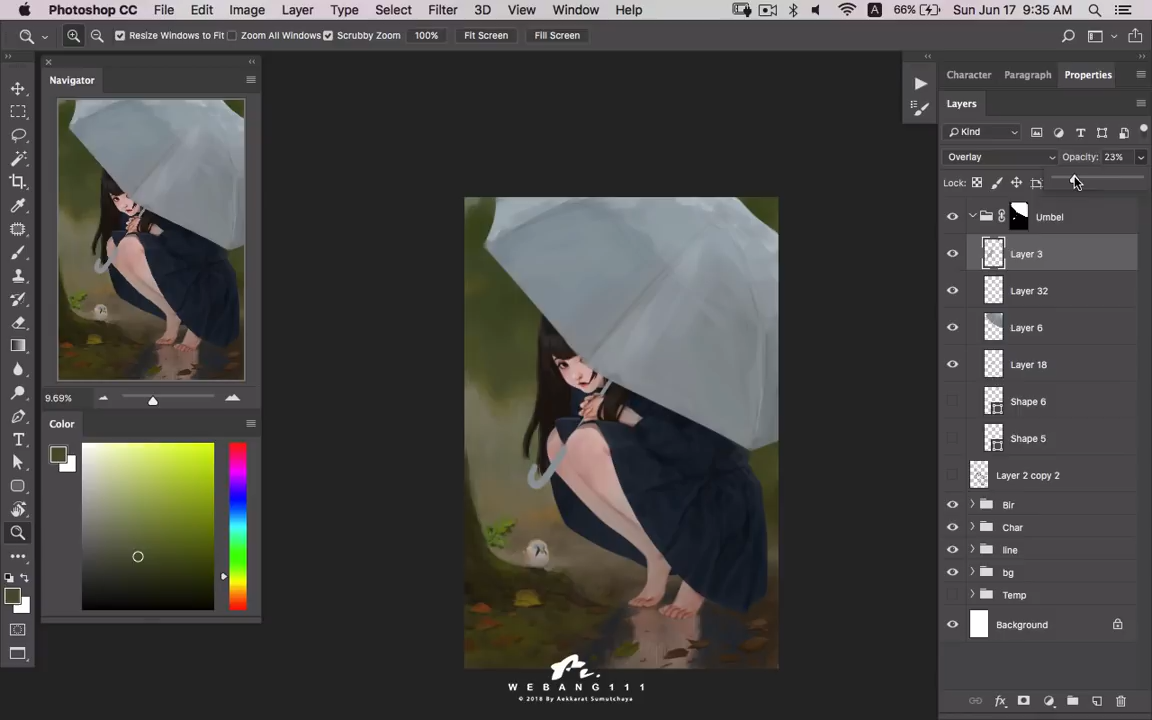 Photoshop CC File Edit Image Layer Type Select Filter 3D View Window Help A 66% Sun Jun 17 9:35 AM
Resize Windows to Fit Zoom All Windows Scrubby Zoom 100% Fit Screen Fill Screen
Navigator
9.69%
Color
Character Paragraph Properties
Layers
Kind
Overlay Opacity: 23%
Lock:
Umbel
Layer 3
Layer 32
Layer 6
Layer 18
Shape 6
Shape 5
Layer 2 copy 2
Bir
Char
line
bg
Temp
Background
WEBANG111
© 2018 By Aekkarat Sumutchaya